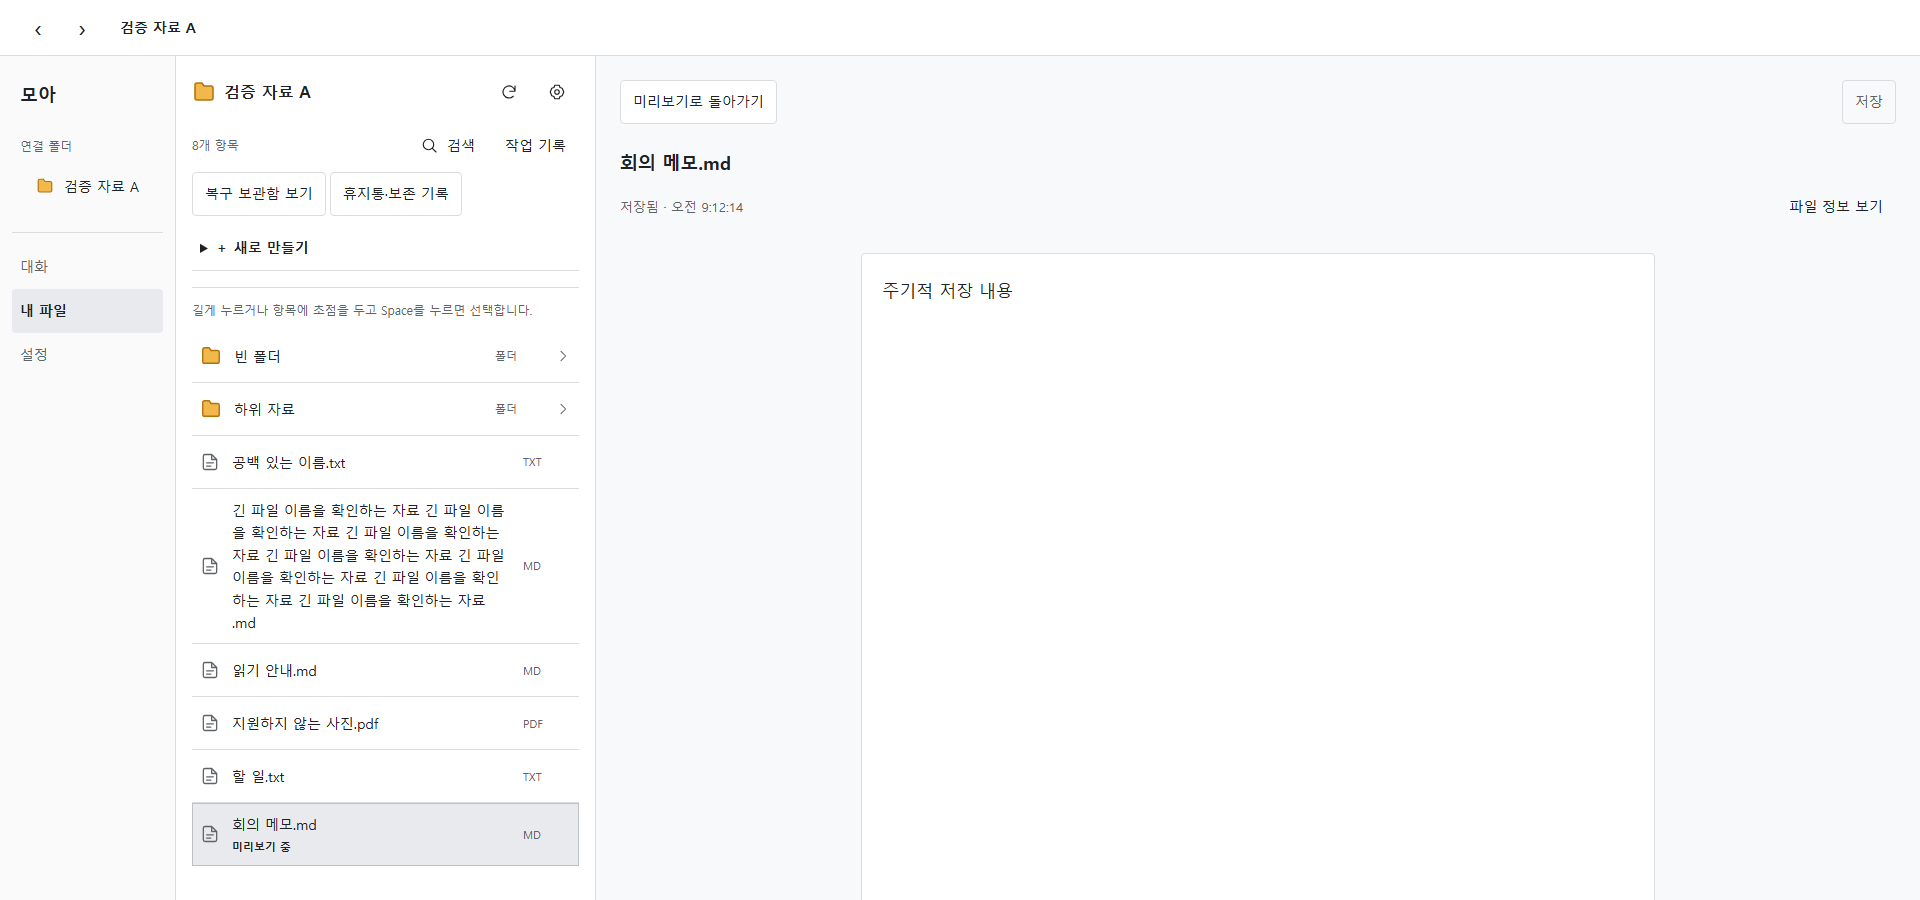 검증 자료 A
모아
연결 폴더
검증 자료 A
대화
내 파일
설정
검증 자료 A
8개 항목
검색
작업 기록
복구 보관함 보기
휴지통·보존 기록
+ 새로 만들기
길게 누르거나 항목에 초점을 두고 Space를 누르면 선택합니다.
빈 폴더 폴더
하위 자료 폴더
공백 있는 이름.txt TXT
긴 파일 이름을 확인하는 자료 긴 파일 이름
을 확인하는 자료 긴 파일 이름을 확인하는
자료 긴 파일 이름을 확인하는 자료 긴 파일
이름을 확인하는 자료 긴 파일 이름을 확인
하는 자료 긴 파일 이름을 확인하는 자료
.md
MD
읽기 안내.md MD
지원하지 않는 사진.pdf PDF
할 일.txt TXT
회의 메모.md
미리보기 중
MD
미리보기로 돌아가기
저장
회의 메모.md
저장됨 · 오전 9:12:14
파일 정보 보기
주기적 저장 내용